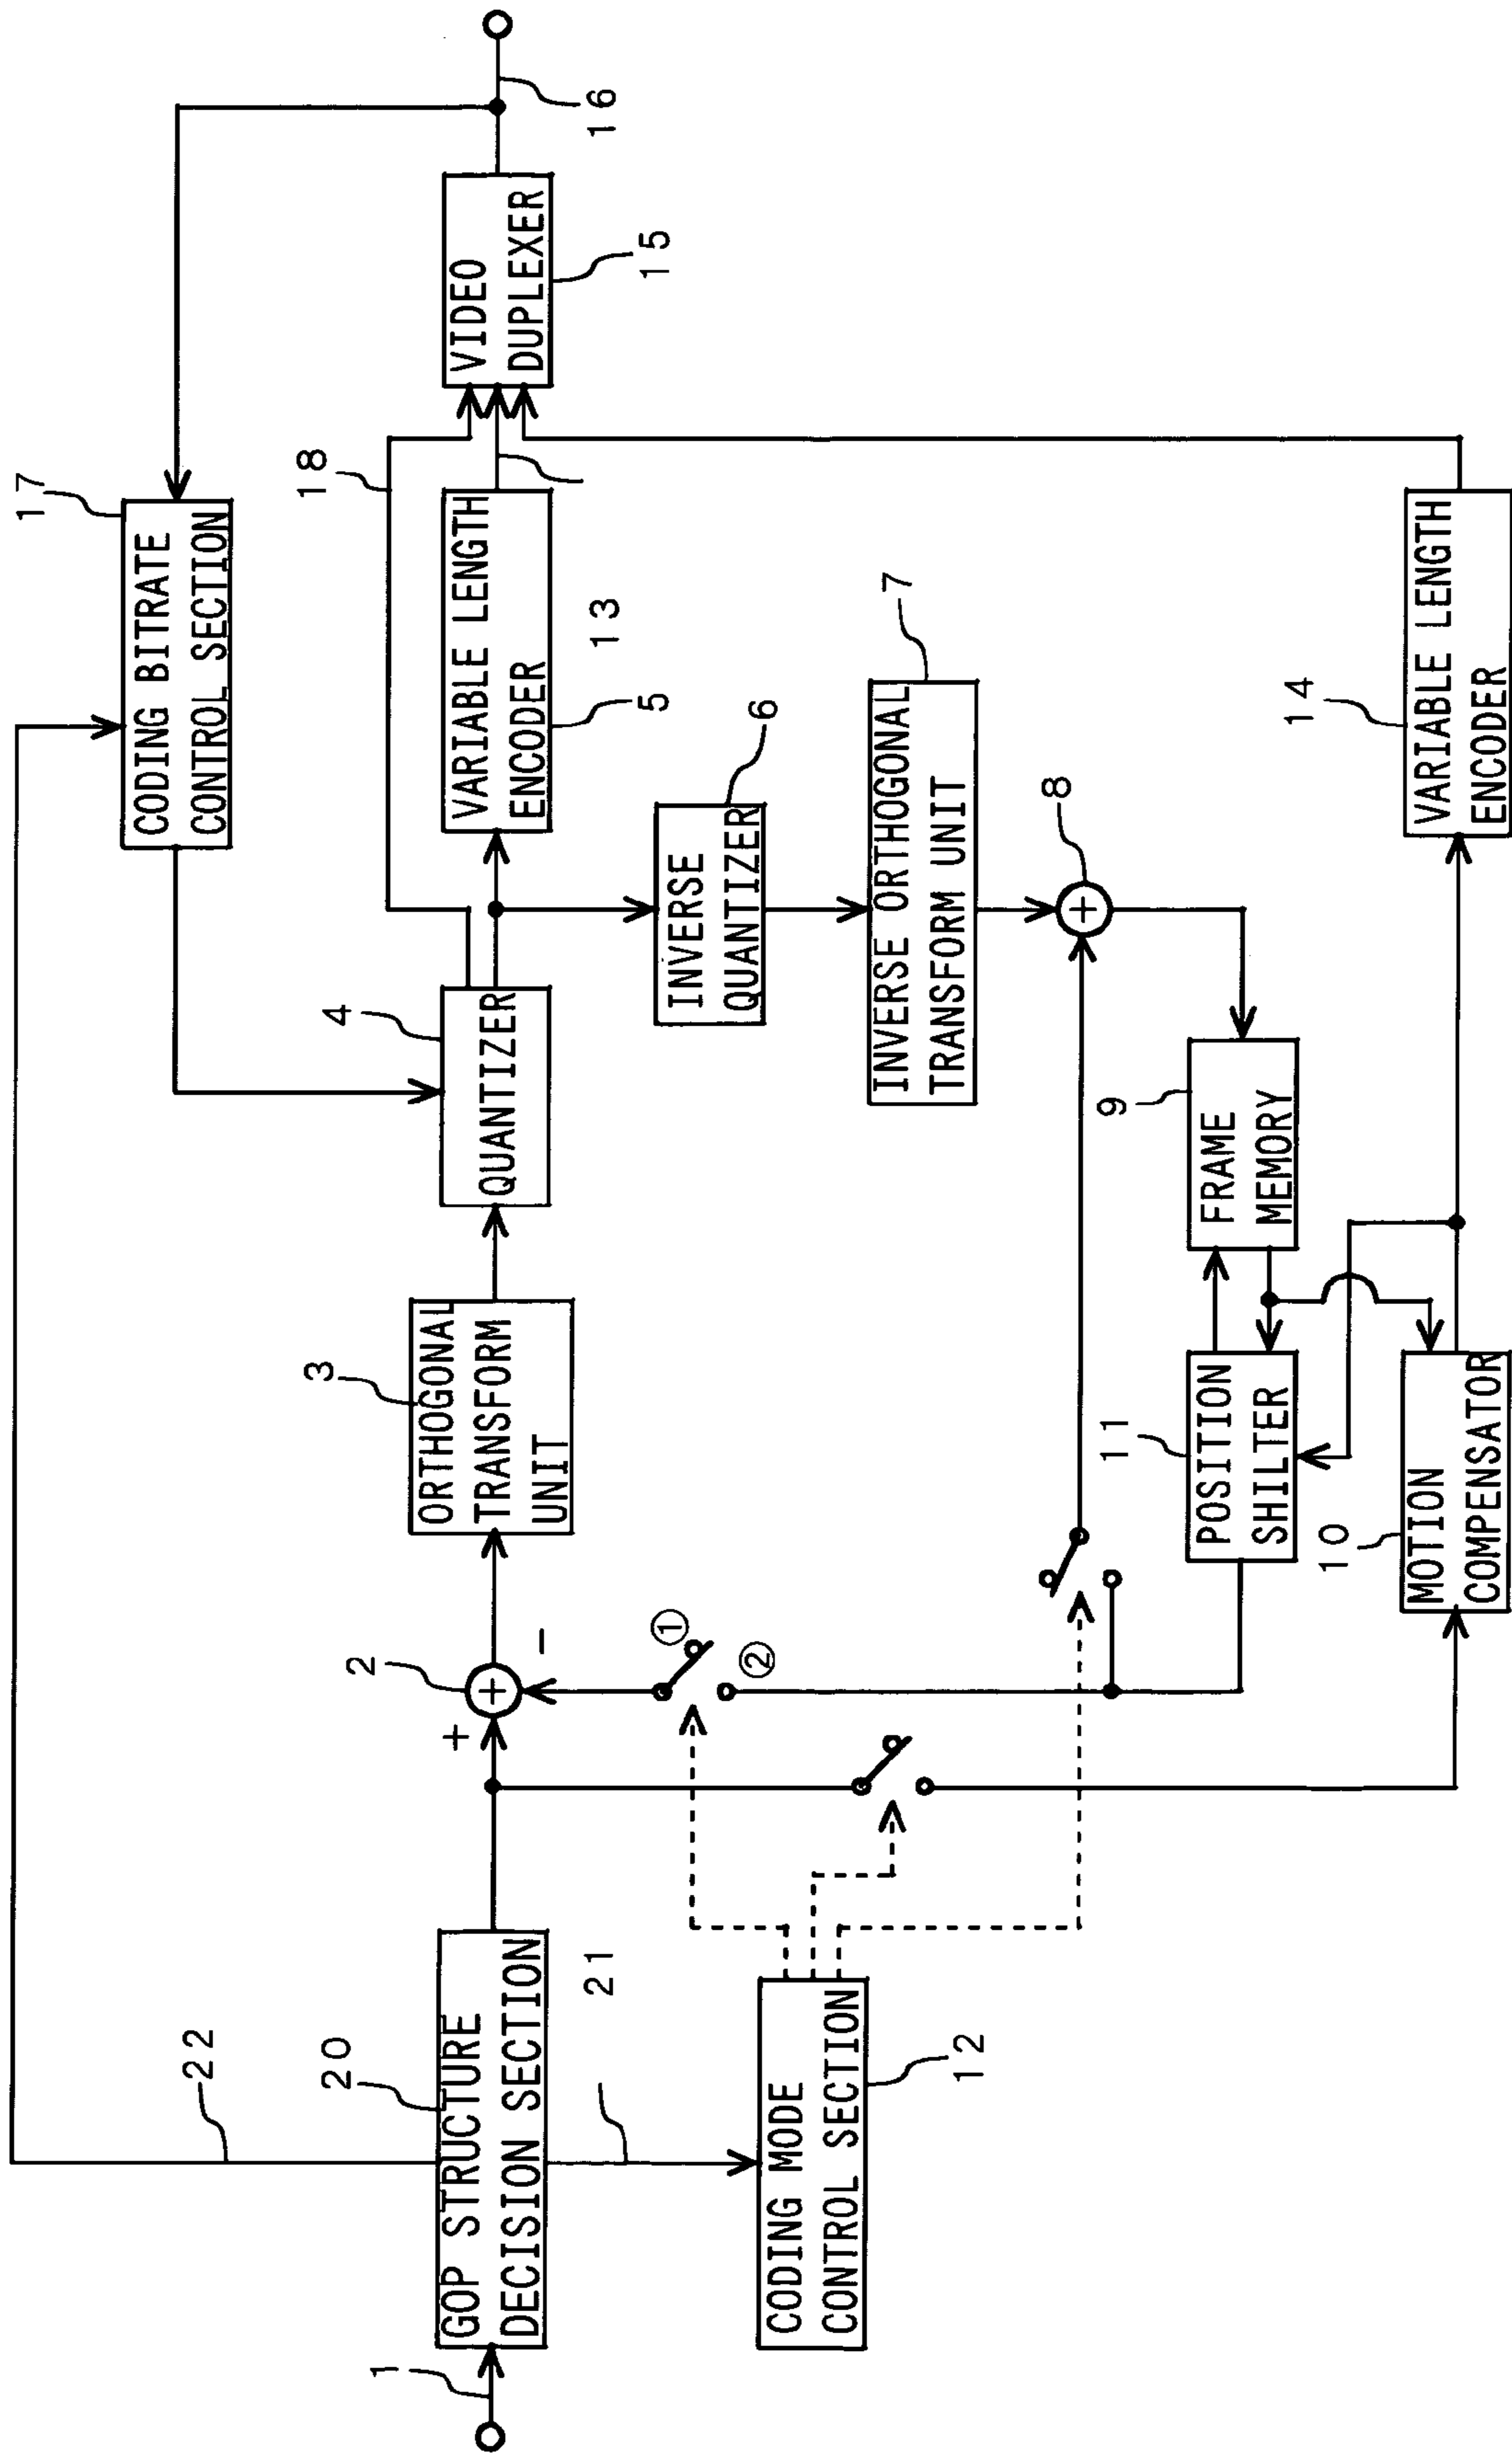 22
17
CODING BITRATE
CONTROL SECTION
1
20
GOP STRUCTURE
DECISION SECTION
21
+
2
−
3
ORTHOGONAL
TRANSFORM
UNIT
4
QUANTIZER
18
VARIABLE LENGTH
ENCODER
5
13
VIDEO
DUPLEXER
15
16
①
②
INVERSE
QUANTIZER
6
CODING MODE
CONTROL SECTION
12
INVERSE ORTHOGONAL
TRANSFORM UNIT
7
+
8
9
FRAME
MEMORY
11
POSITION
SHILTER
10
MOTION
COMPENSATOR
14
VARIABLE LENGTH
ENCODER
+